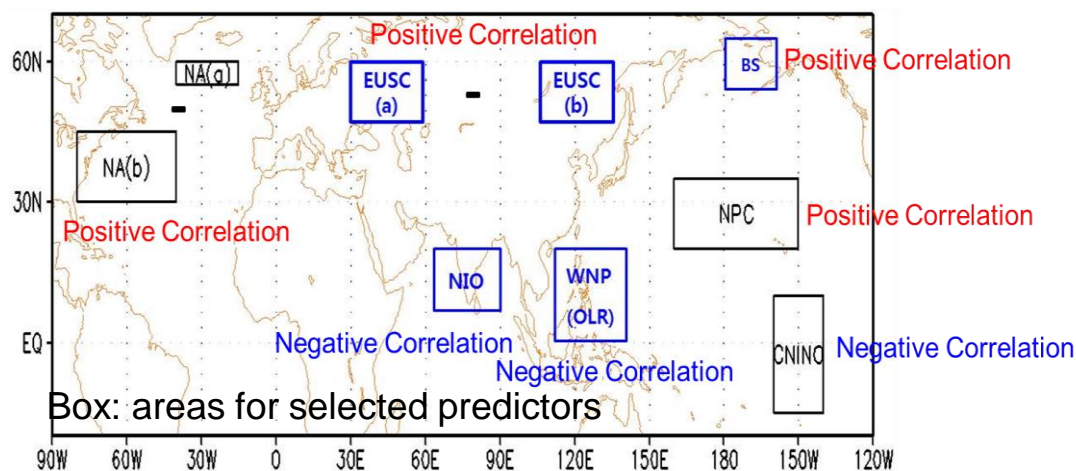 Positive Correlation
60N
NA(a)
EUSC
(a)
EUSC
(b)
BS
Positive Correlation
NA(b)
30N
Positive Correlation
NPC
Positive Correlation
NIO
WNP
(OLR)
EQ
Negative Correlation
Negative Correlation
CNINO
Negative Correlation
Box: areas for selected predictors
90W 60W 30W 0 30E 60E 90E 120E 150E 180 150W 120W